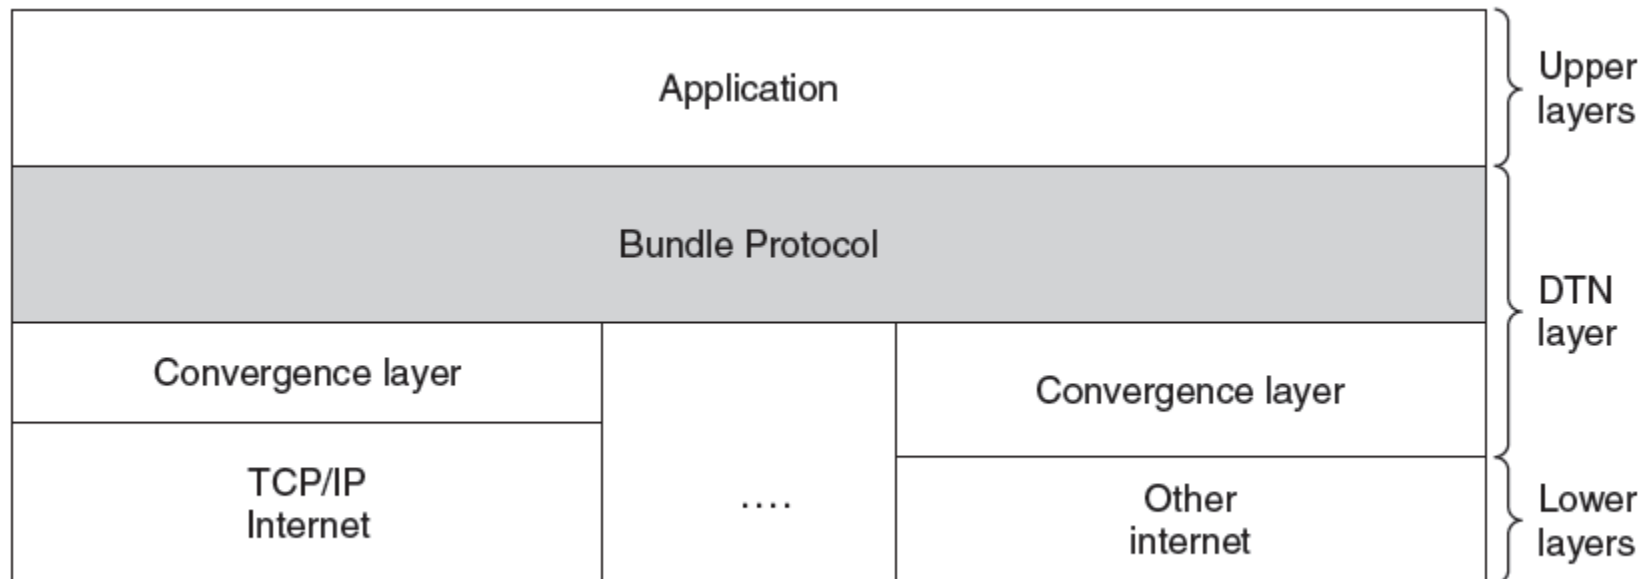 Application
Upper
layers
Bundle Protocol
DTN
layer
Convergence layer
Convergence layer
TCP/IP
Internet
....
Other
internet
Lower
layers